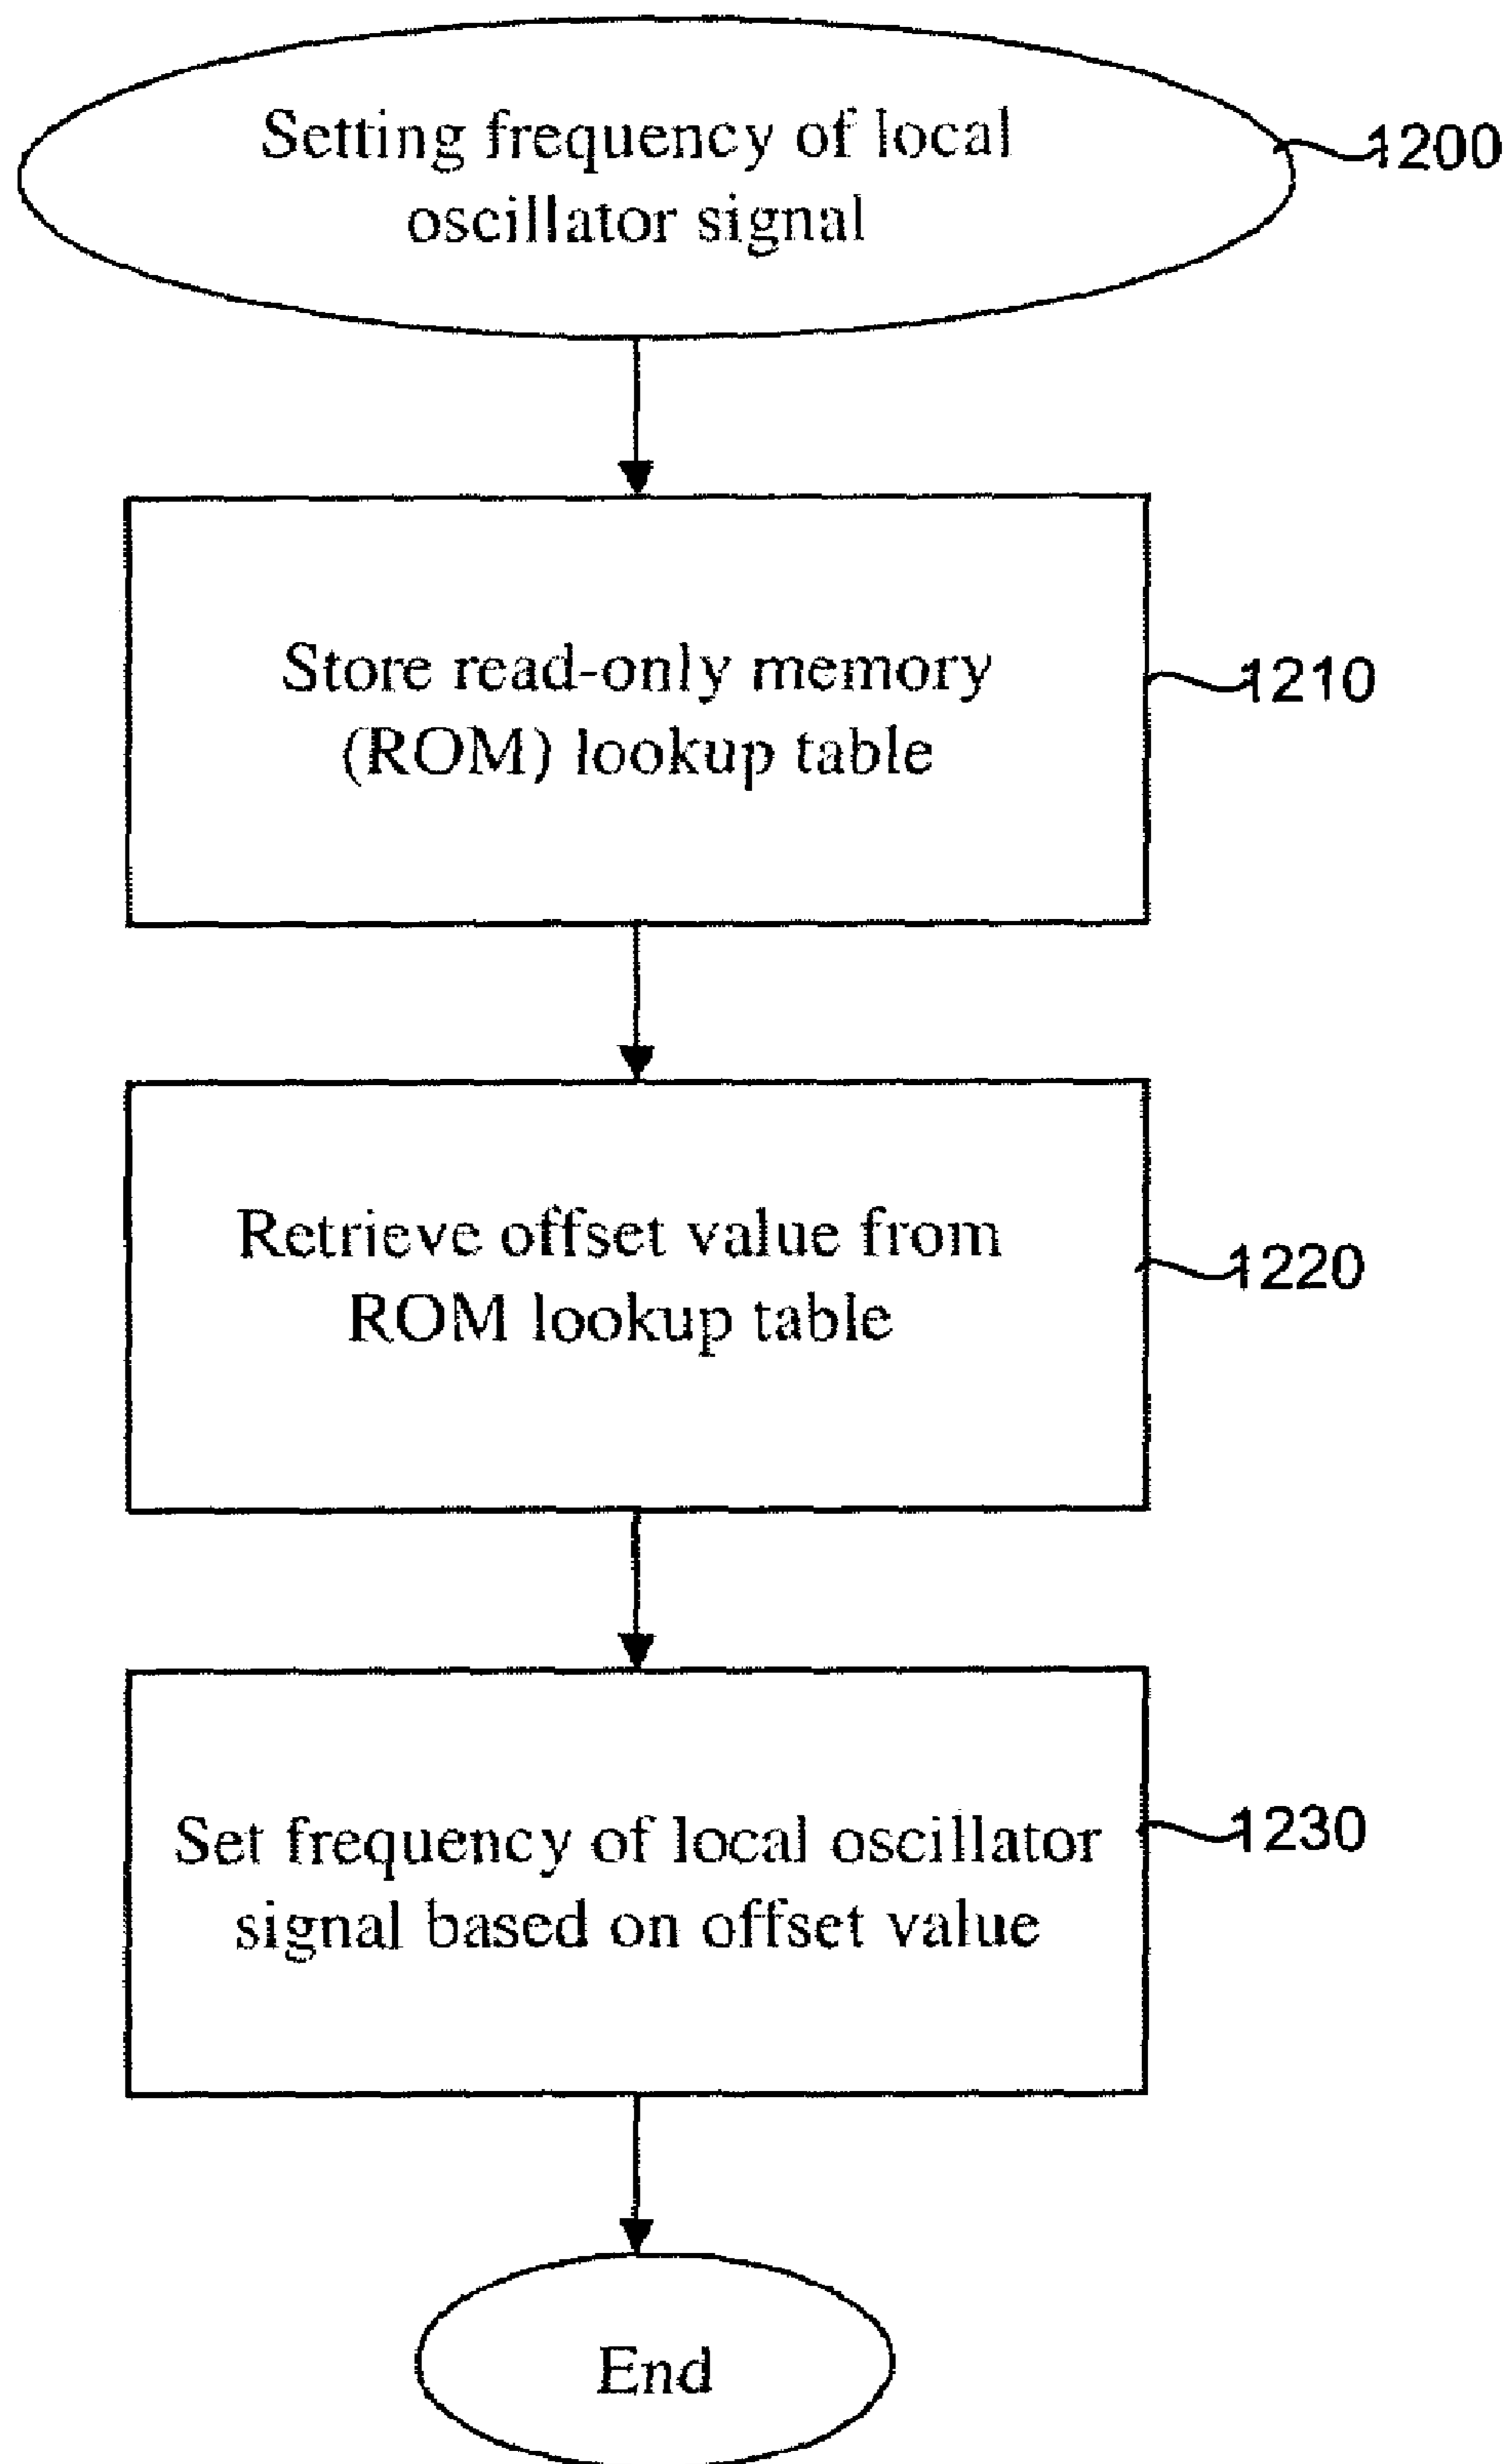 Setting frequency of local
oscillator signal
1200
Store read-only memory
(ROM) lookup table
1210
Retrieve offset value from
ROM lookup table
1220
Set frequency of local oscillator
signal based on offset value
1230
End